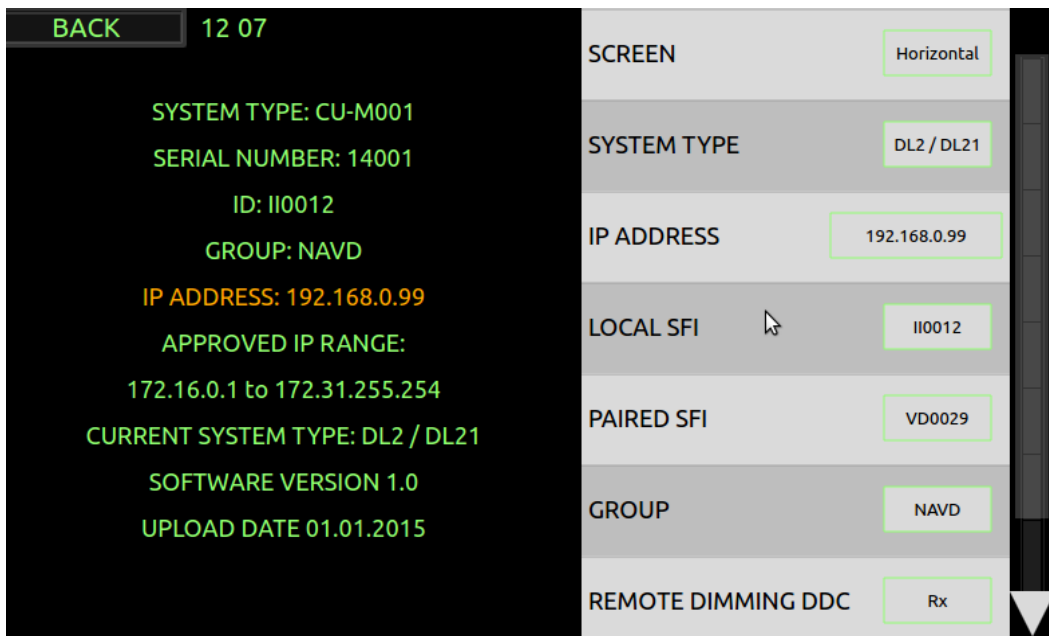 BACK 12 07
SYSTEM TYPE: CU-M001
SERIAL NUMBER: 14001
ID: II0012
GROUP: NAVD
IP ADDRESS: 192.168.0.99
APPROVED IP RANGE:
172.16.0.1 to 172.31.255.254
CURRENT SYSTEM TYPE: DL2 / DL21
SOFTWARE VERSION 1.0
UPLOAD DATE 01.01.2015
SCREEN Horizontal
SYSTEM TYPE DL2 / DL21
IP ADDRESS 192.168.0.99
LOCAL SFI II0012
PAIRED SFI VD0029
GROUP NAVD
REMOTE DIMMING DDC Rx